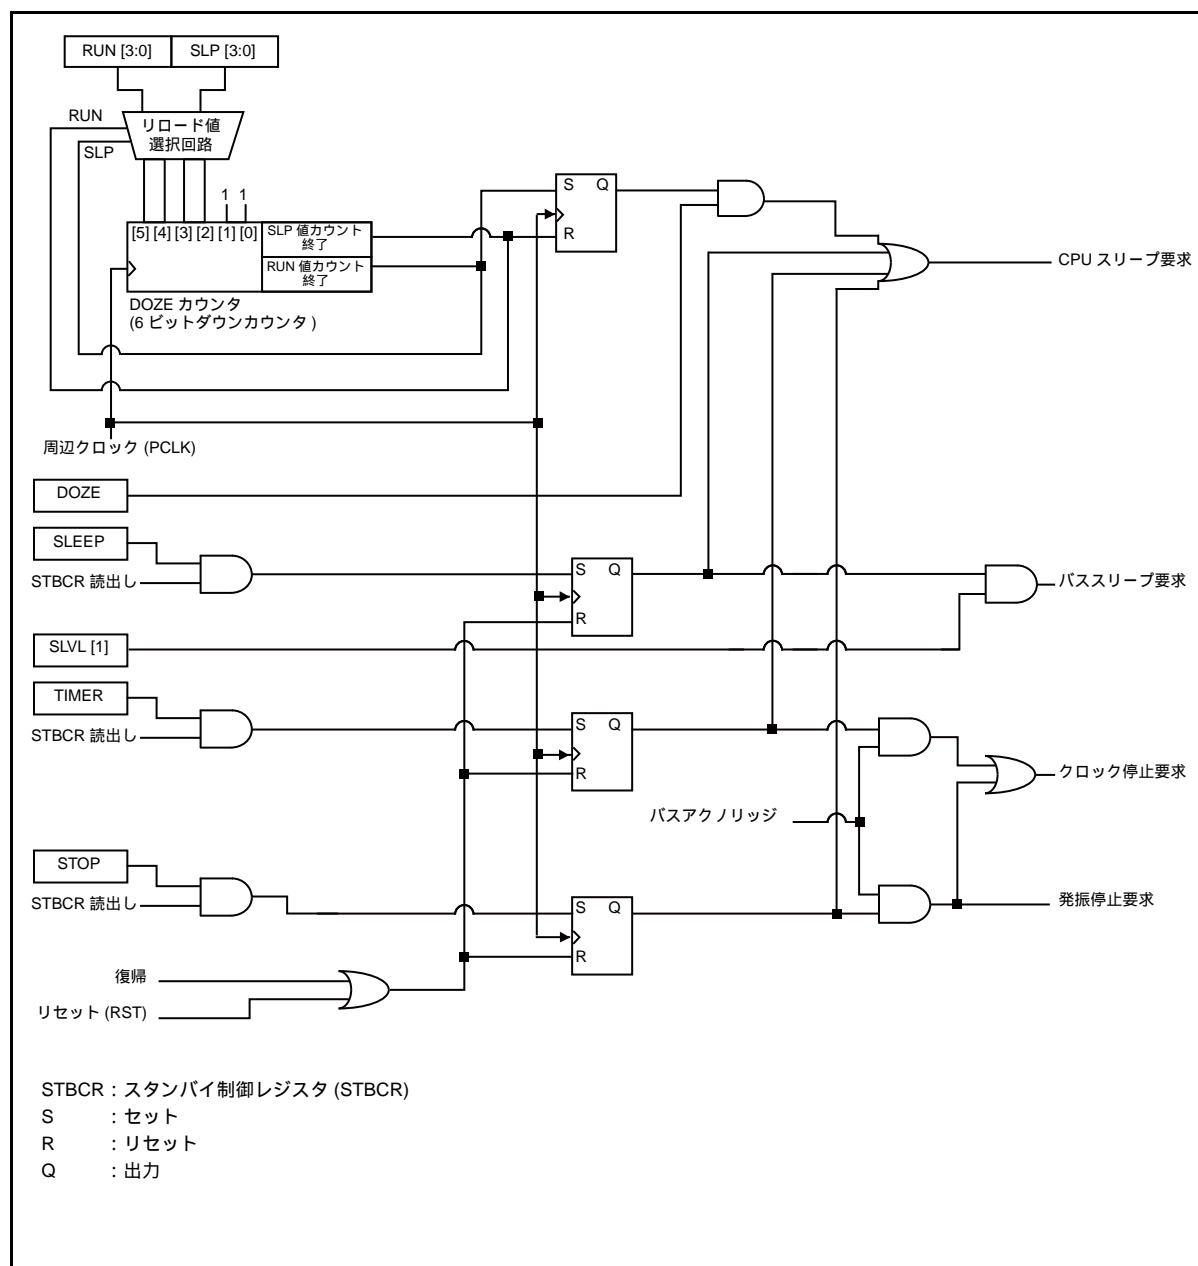 RUN [3:0] SLP [3:0]
RUN
リロード値
選択回路
SLP
1 1
[5] [4] [3] [2] [1] [0]
SLP 値カウント
終了
RUN 値カウント
終了
DOZE カウンタ
(6 ビットダウンカウンタ )
S Q
R
CPU スリープ要求
周辺クロック (PCLK)
DOZE
SLEEP
STBCR 読出し
S Q
R
バススリープ要求
SLVL [1]
TIMER
STBCR 読出し
S Q
R
クロック停止要求
バスアクノリッジ
STOP
STBCR 読出し
S Q
R
発振停止要求
復帰
リセット (RST)
STBCR : スタンバイ制御レジスタ (STBCR)
S : セット
R : リセット
Q : 出力